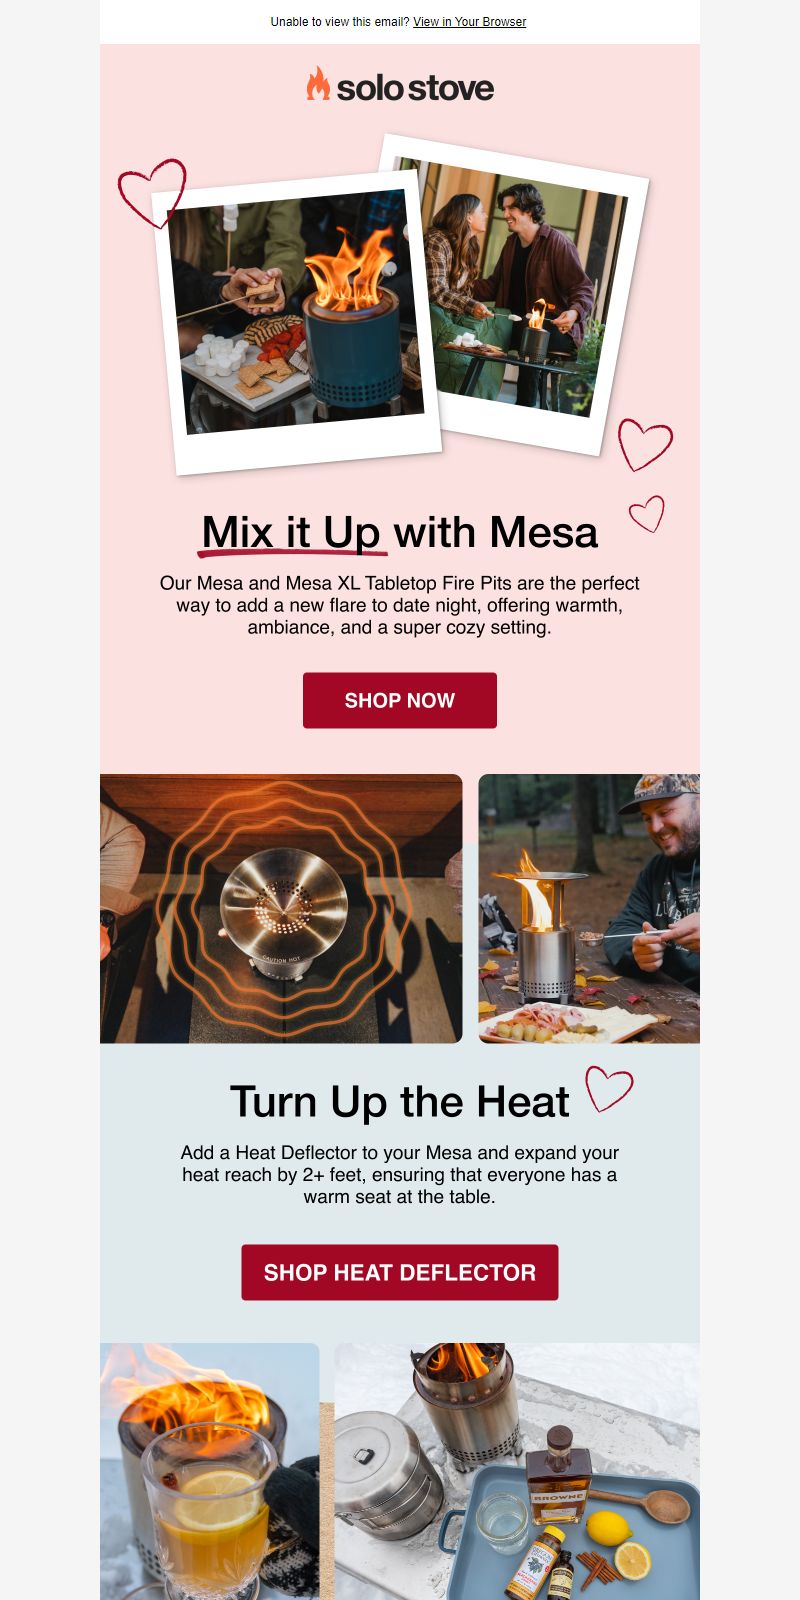 Unable to view this email? View in Your Browser
solo stove
Mix it Up with Mesa
Our Mesa and Mesa XL Tabletop Fire Pits are the perfect
way to add a new flare to date night, offering warmth,
ambiance, and a super cozy setting.
SHOP NOW
CAUTION HOT
Turn Up the Heat
Add a Heat Deflector to your Mesa and expand your
heat reach by 2+ feet, ensuring that everyone has a
warm seat at the table.
SHOP HEAT DEFLECTOR
BROWNE